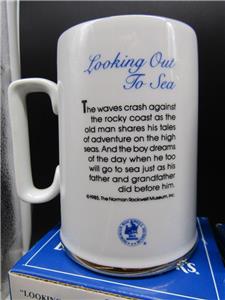 Looking Out
To Sea
The waves crash against
the rocky coast as the
old man shares his tales
of adventure on the high
seas. And the boy dreams
of the day when he too
will go to sea just as his
father and grandfather
did before him.
©1985, The Norman Rockwell Museum, Inc.
"LOOKING